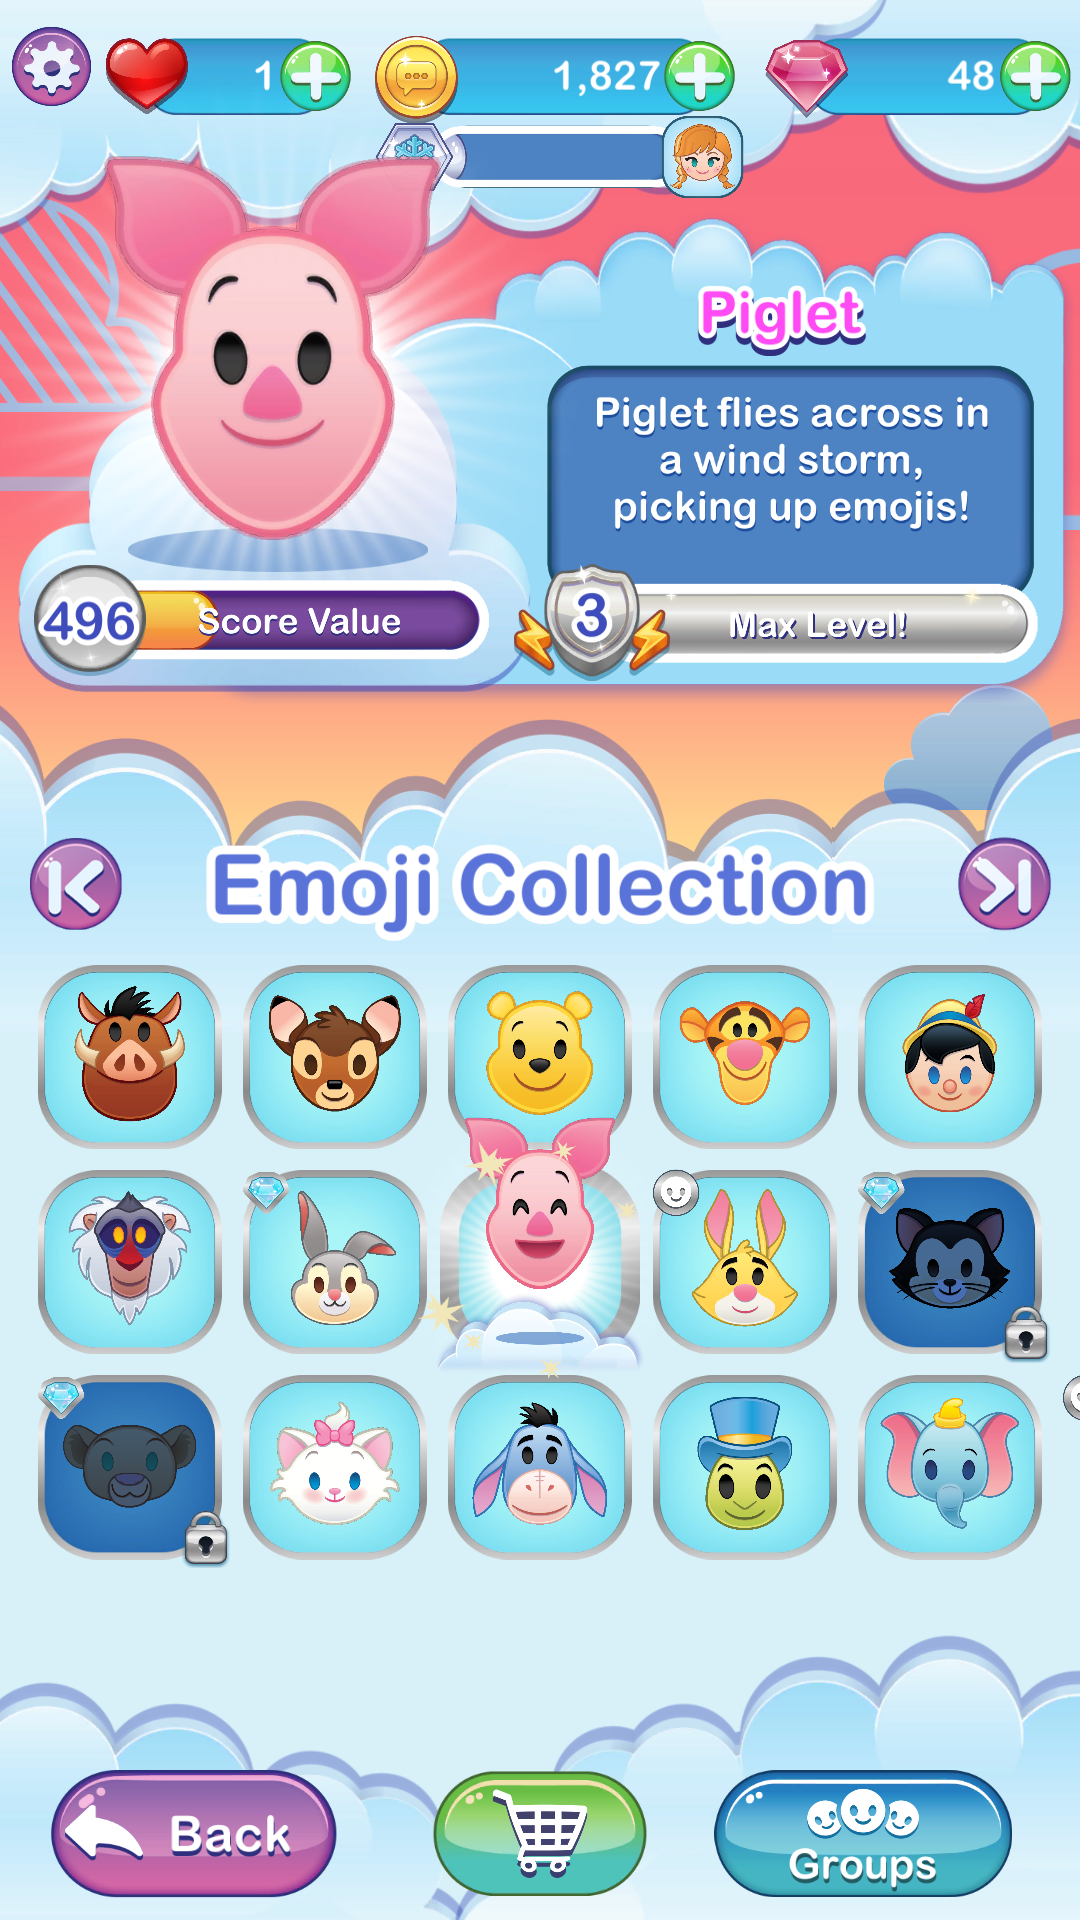 1
1,827
48
Piglet
Piglet flies across in
a wind storm,
picking up emojis!
496
Score Value
3
Max Level!
Emoji Collection
Back
Groups